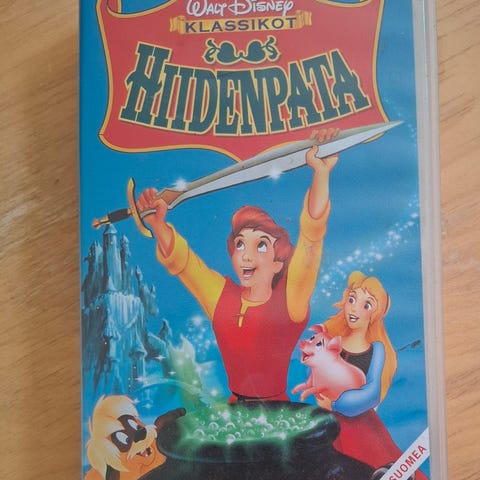 Walt Disney
KLASSIKOT
HIIDENPATA
SUOMEA